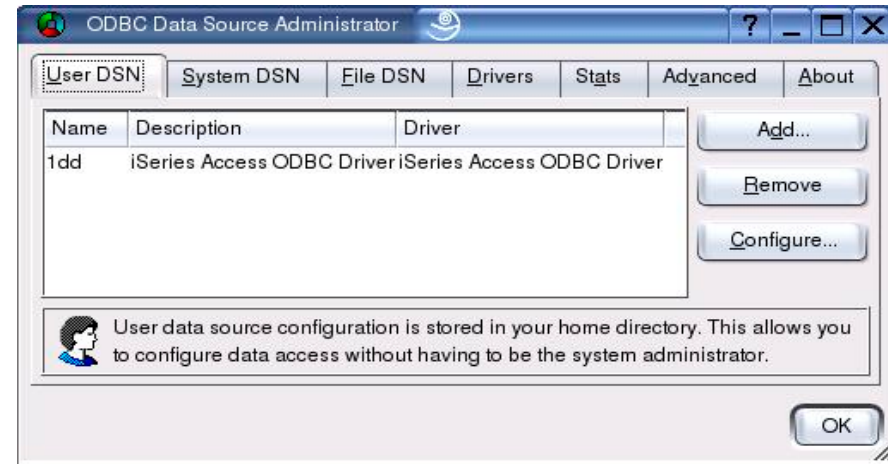 ODBC Data Source Administrator
User DSN System DSN File DSN Drivers Stats Advanced About
Name Description Driver
1dd iSeries Access ODBC Driver iSeries Access ODBC Driver
Add...
Remove
Configure...
User data source configuration is stored in your home directory. This allows you
to configure data access without having to be the system administrator.
OK